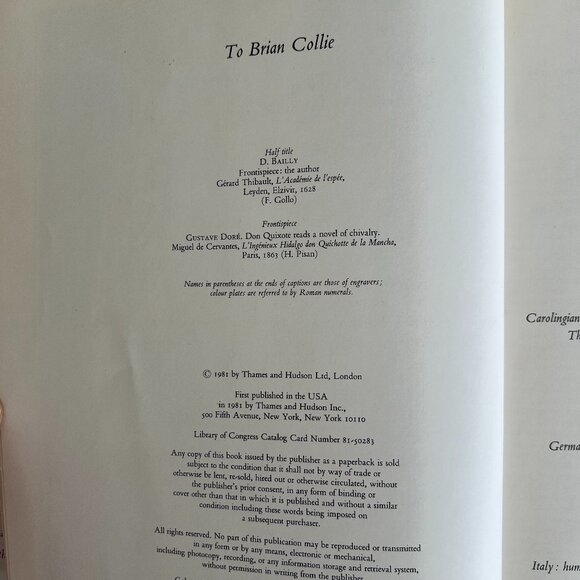 To Brian Collie
Half title
D. BAILLY
Frontispiece: the author
Gérard Thibault, L'Académie de l'espée,
Leyden, Elzivir, 1628
(F. Gollo)
Frontispiece
GUSTAVE DORÉ. Don Quixote reads a novel of chivalry.
Miguel de Cervantes, L'Ingénieux Hidalgo don Quichotte de la Mancha,
Paris, 1863 (H. Pisan)
Names in parentheses at the ends of captions are those of engravers;
colour plates are referred to by Roman numerals.
© 1981 by Thames and Hudson Ltd, London
First published in the USA
in 1981 by Thames and Hudson Inc.,
500 Fifth Avenue, New York, New York 10110
Library of Congress Catalog Card Number 81-50283
Any copy of this book issued by the publisher as a paperback is sold
subject to the condition that it shall not by way of trade or
otherwise be lent, re-sold, hired out or otherwise circulated, without
the publisher's prior consent, in any form of binding or
cover other than that in which it is published and without a similar
condition including these words being imposed on
a subsequent purchaser.
All rights reserved. No part of this publication may be reproduced or transmitted
in any form or by any means, electronic or mechanical,
including photocopy, recording, or any information storage and retrieval system,
without permission in writing from the publisher.
Carolingian
Th
Germa
Italy: hum